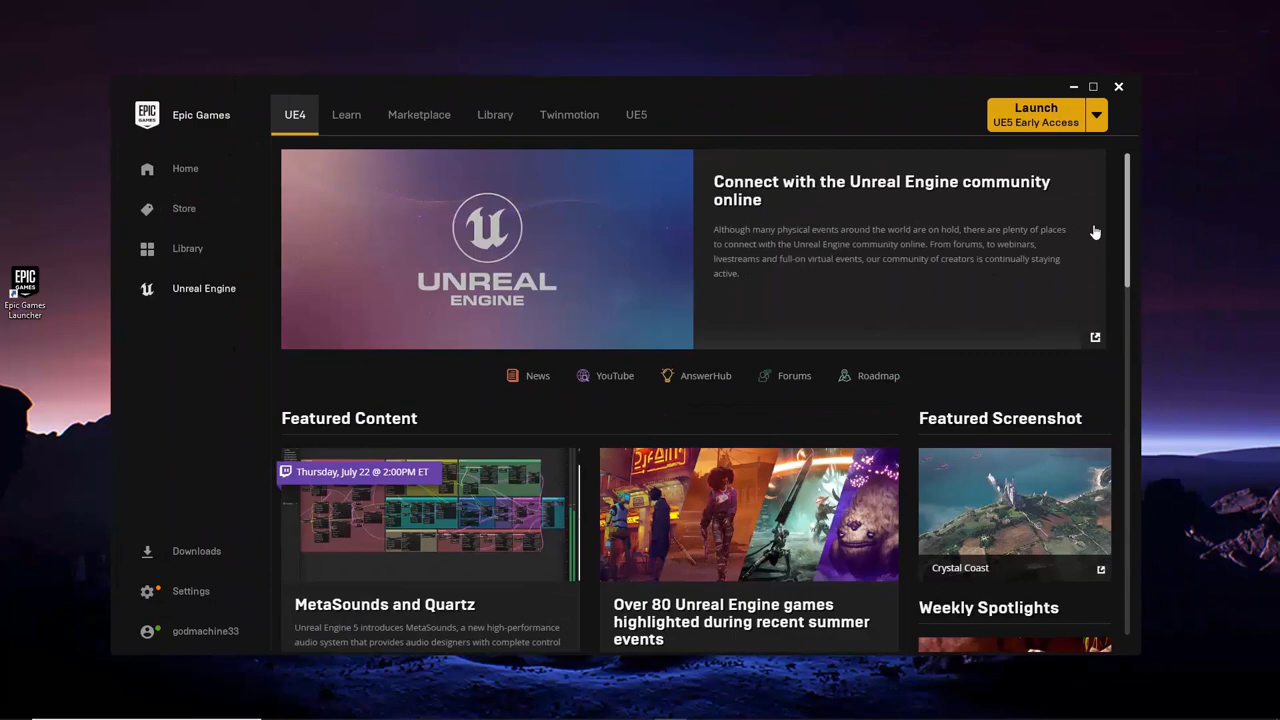 EPIC
GAMES
Epic Games
UE4
Learn
Marketplace
Library
Twinmotion
UE5
Launch
UE5 Early Access
Home
Store
Library
Unreal Engine
Downloads
Settings
godmachine33
EPIC
GAMES
Epic Games
Launcher
UNREAL
ENGINE
Connect with the Unreal Engine community
online
Although many physical events around the world are on hold, there are plenty of places
to connect with the Unreal Engine community online. From forums, to webinars,
livestreams and full-on virtual events, our community of creators is continually staying
active.
News
YouTube
AnswerHub
Forums
Roadmap
Featured Content
Thursday, July 22 @ 2:00PM ET
MetaSounds and Quartz
Unreal Engine 5 introduces MetaSounds, a new high-performance
audio system that provides audio designers with complete control
Over 80 Unreal Engine games
highlighted during recent summer
events
Featured Screenshot
Crystal Coast
Weekly Spotlights